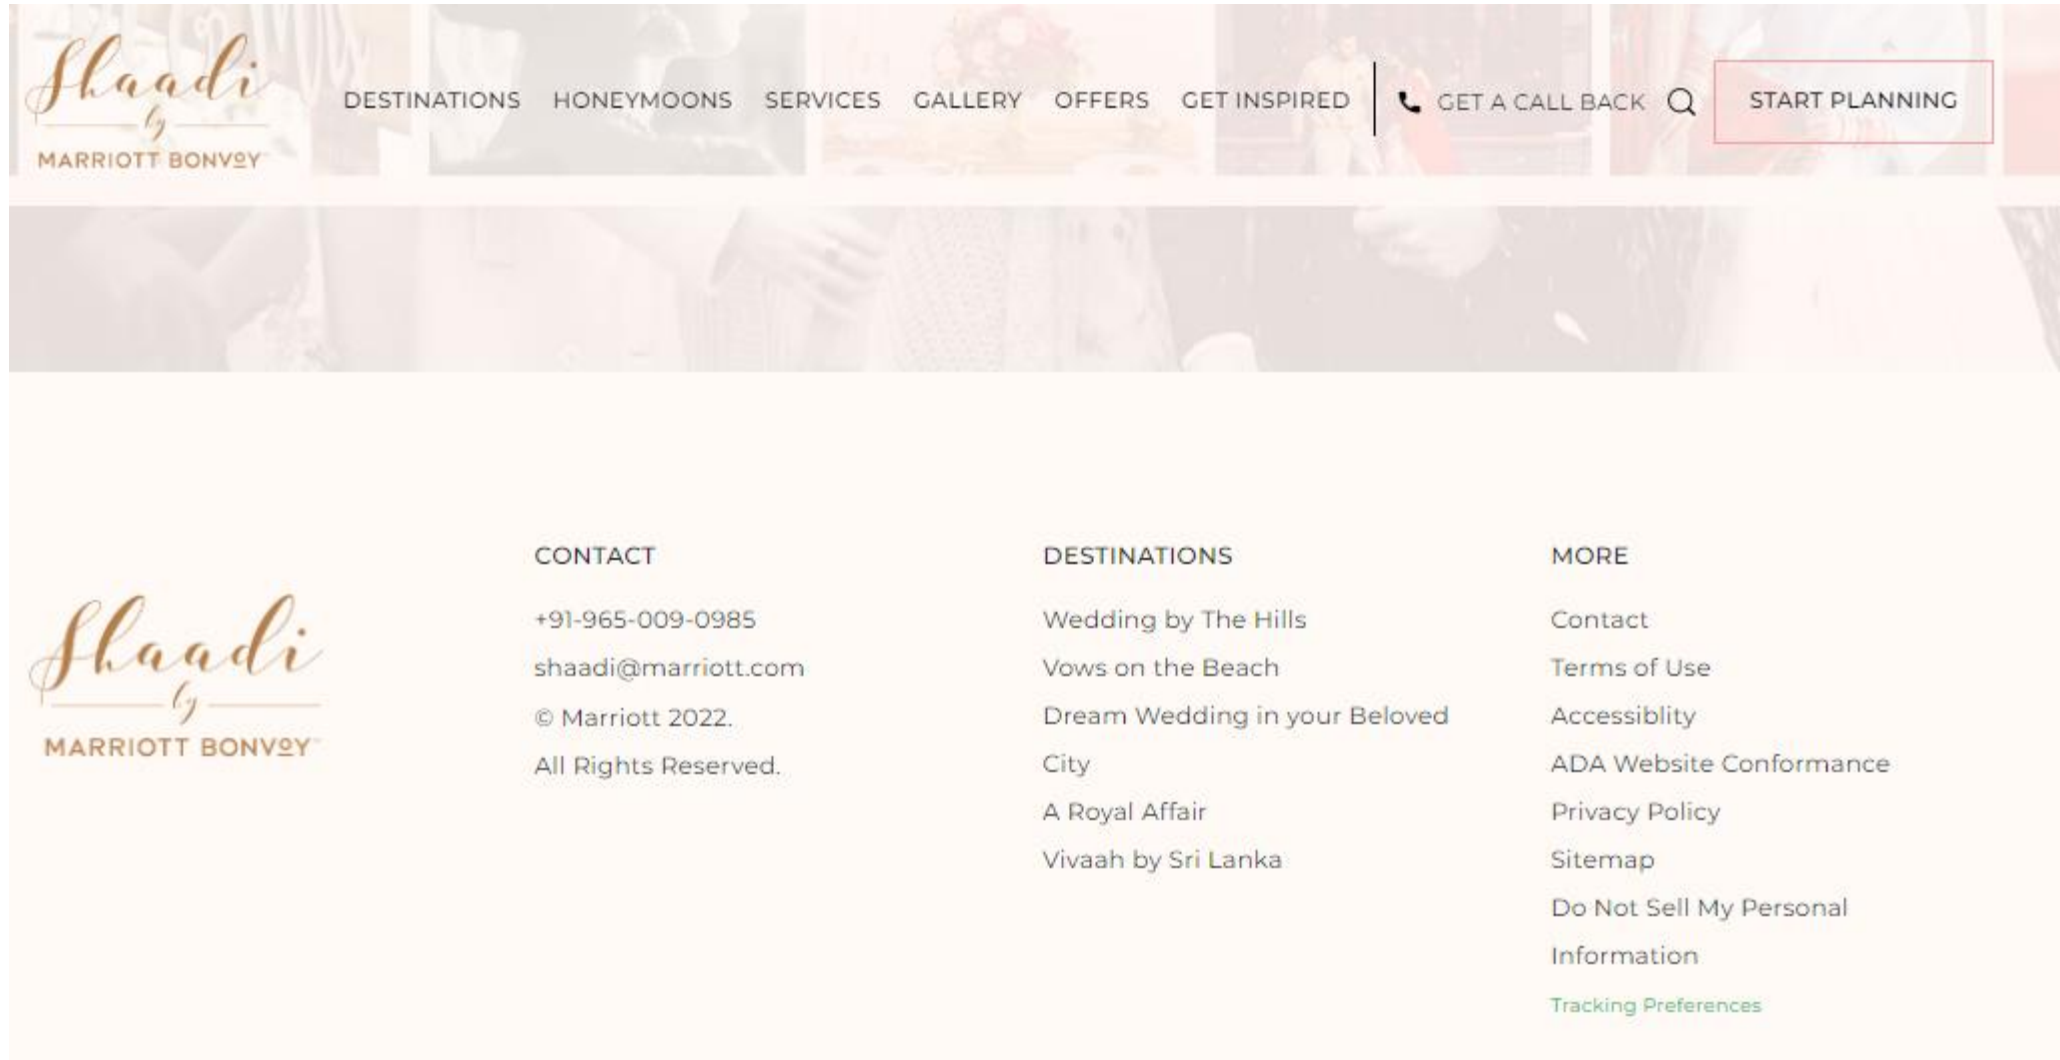 Shaadi
by
MARRIOTT BONVOY
DESTINATIONS HONEYMOONS SERVICES GALLERY OFFERS GET INSPIRED GET A CALL BACK START PLANNING
Shaadi
by
MARRIOTT BONVOY
CONTACT
+91-965-009-0985
shaadi@marriott.com
© Marriott 2022.
All Rights Reserved.
DESTINATIONS
Wedding by The Hills
Vows on the Beach
Dream Wedding in your Beloved
City
A Royal Affair
Vivaah by Sri Lanka
MORE
Contact
Terms of Use
Accessiblity
ADA Website Conformance
Privacy Policy
Sitemap
Do Not Sell My Personal
Information
Tracking Preferences